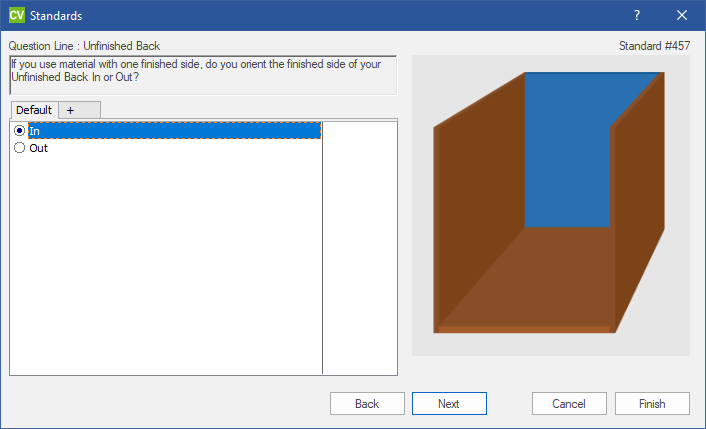 CV Standards ?
Question Line : Unfinished Back Standard #457
If you use material with one finished side, do you orient the finished side of your
Unfinished Back In or Out?
Default +
In
Out
Back Next Cancel Finish